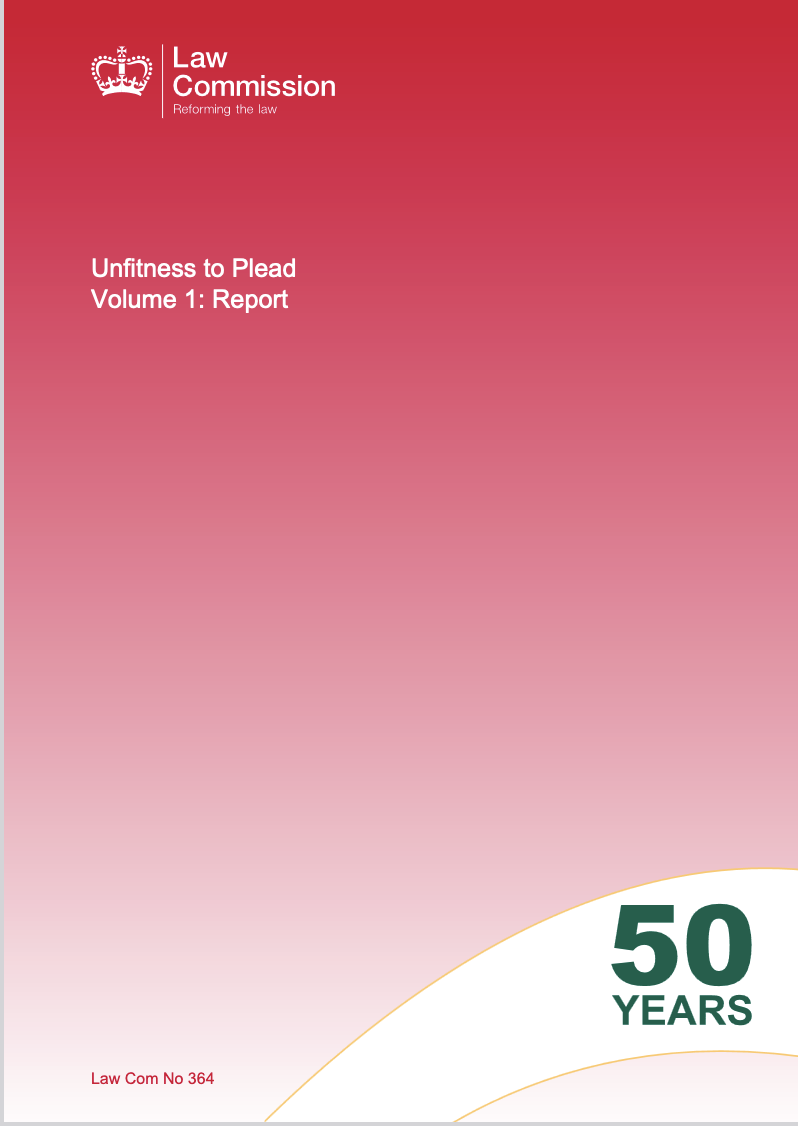 Law
Commission
Reforming the law
Unfitness to Plead
Volume 1: Report
50
YEARS
Law Com No 364